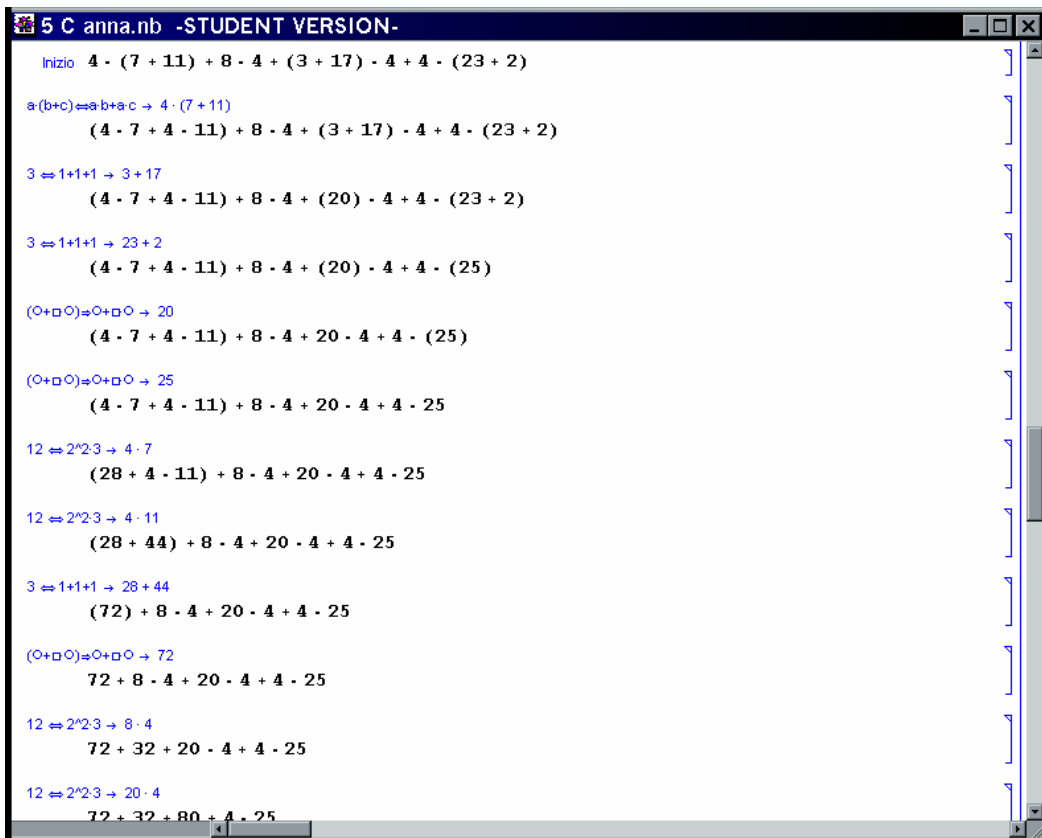 5 C anna.nb -STUDENT VERSION-
Inizio 4 · (7 + 11) + 8 · 4 + (3 + 17) · 4 + 4 · (23 + 2)
a·(b+c)⇔a·b+a·c → 4 · (7 + 11)
(4 · 7 + 4 · 11) + 8 · 4 + (3 + 17) · 4 + 4 · (23 + 2)
3 ⇔ 1+1+1 → 3 + 17
(4 · 7 + 4 · 11) + 8 · 4 + (20) · 4 + 4 · (23 + 2)
3 ⇔ 1+1+1 → 23 + 2
(4 · 7 + 4 · 11) + 8 · 4 + (20) · 4 + 4 · (25)
(○+□○)⇒○+□○ → 20
(4 · 7 + 4 · 11) + 8 · 4 + 20 · 4 + 4 · (25)
(○+□○)⇒○+□○ → 25
(4 · 7 + 4 · 11) + 8 · 4 + 20 · 4 + 4 · 25
12 ⇔ 2^2·3 → 4 · 7
(28 + 4 · 11) + 8 · 4 + 20 · 4 + 4 · 25
12 ⇔ 2^2·3 → 4 · 11
(28 + 44) + 8 · 4 + 20 · 4 + 4 · 25
3 ⇔ 1+1+1 → 28 + 44
(72) + 8 · 4 + 20 · 4 + 4 · 25
(○+□○)⇒○+□○ → 72
72 + 8 · 4 + 20 · 4 + 4 · 25
12 ⇔ 2^2·3 → 8 · 4
72 + 32 + 20 · 4 + 4 · 25
12 ⇔ 2^2·3 → 20 · 4
72 + 32 + 80 + 4 · 25